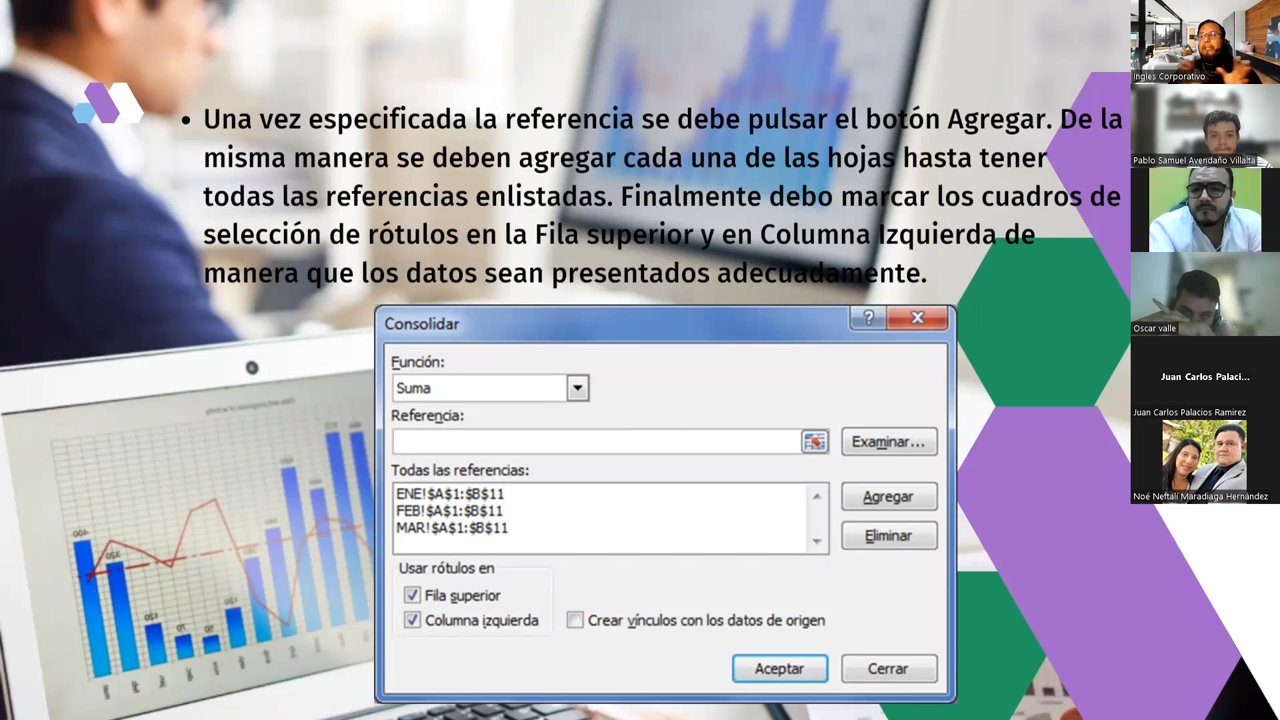 • Una vez especificada la referencia se debe pulsar el botón Agregar. De la
misma manera se deben agregar cada una de las hojas hasta tener
todas las referencias enlistadas. Finalmente debo marcar los cuadros de
selección de rótulos en la Fila superior y en Columna Izquierda de
manera que los datos sean presentados adecuadamente.
Consolidar
Función:
Suma
Referencia:
Examinar...
Todas las referencias:
ENE!$A$1:$B$11
FEB!$A$1:$B$11
MAR!$A$1:$B$11
Agregar
Eliminar
Usar rótulos en
Fila superior
Columna izquierda
Crear vínculos con los datos de origen
Aceptar
Cerrar
Ingles Corporativo
Pablo Samuel Avendaño Villalta
Oscar valle
Juan Carlos Palaci...
Juan Carlos Palacios Ramirez
Noé Neftalí Maradiaga Hernández